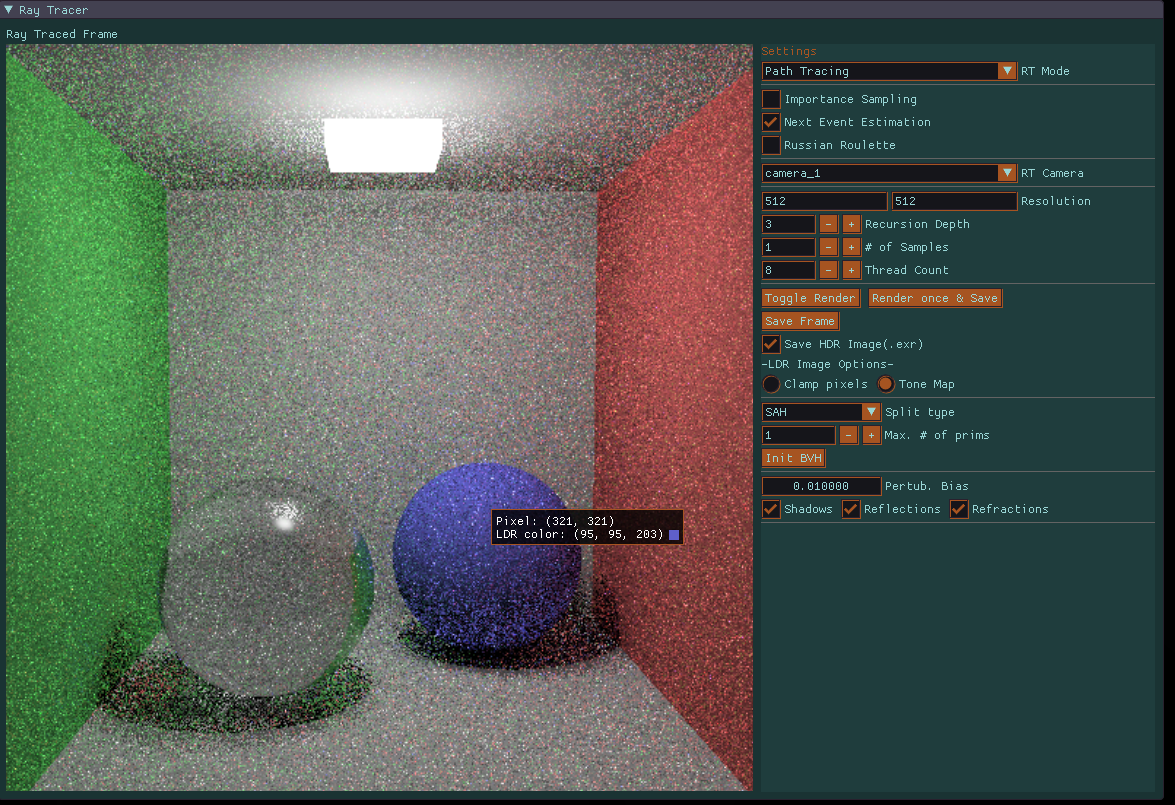 Ray Tracer
Ray Traced Frame
Settings
Path Tracing RT Mode
Importance Sampling
Next Event Estimation
Russian Roulette
camera_1 RT Camera
512 512 Resolution
3 - + Recursion Depth
1 - + # of Samples
8 - + Thread Count
Toggle Render Render once & Save
Save Frame
Save HDR Image(.exr)
-LDR Image Options-
Clamp pixels Tone Map
SAH Split type
1 - + Max. # of prims
Init BVH
0.010000 Pertub. Bias
Shadows Reflections Refractions
Pixel: (321, 321)
LDR color: (95, 95, 203)